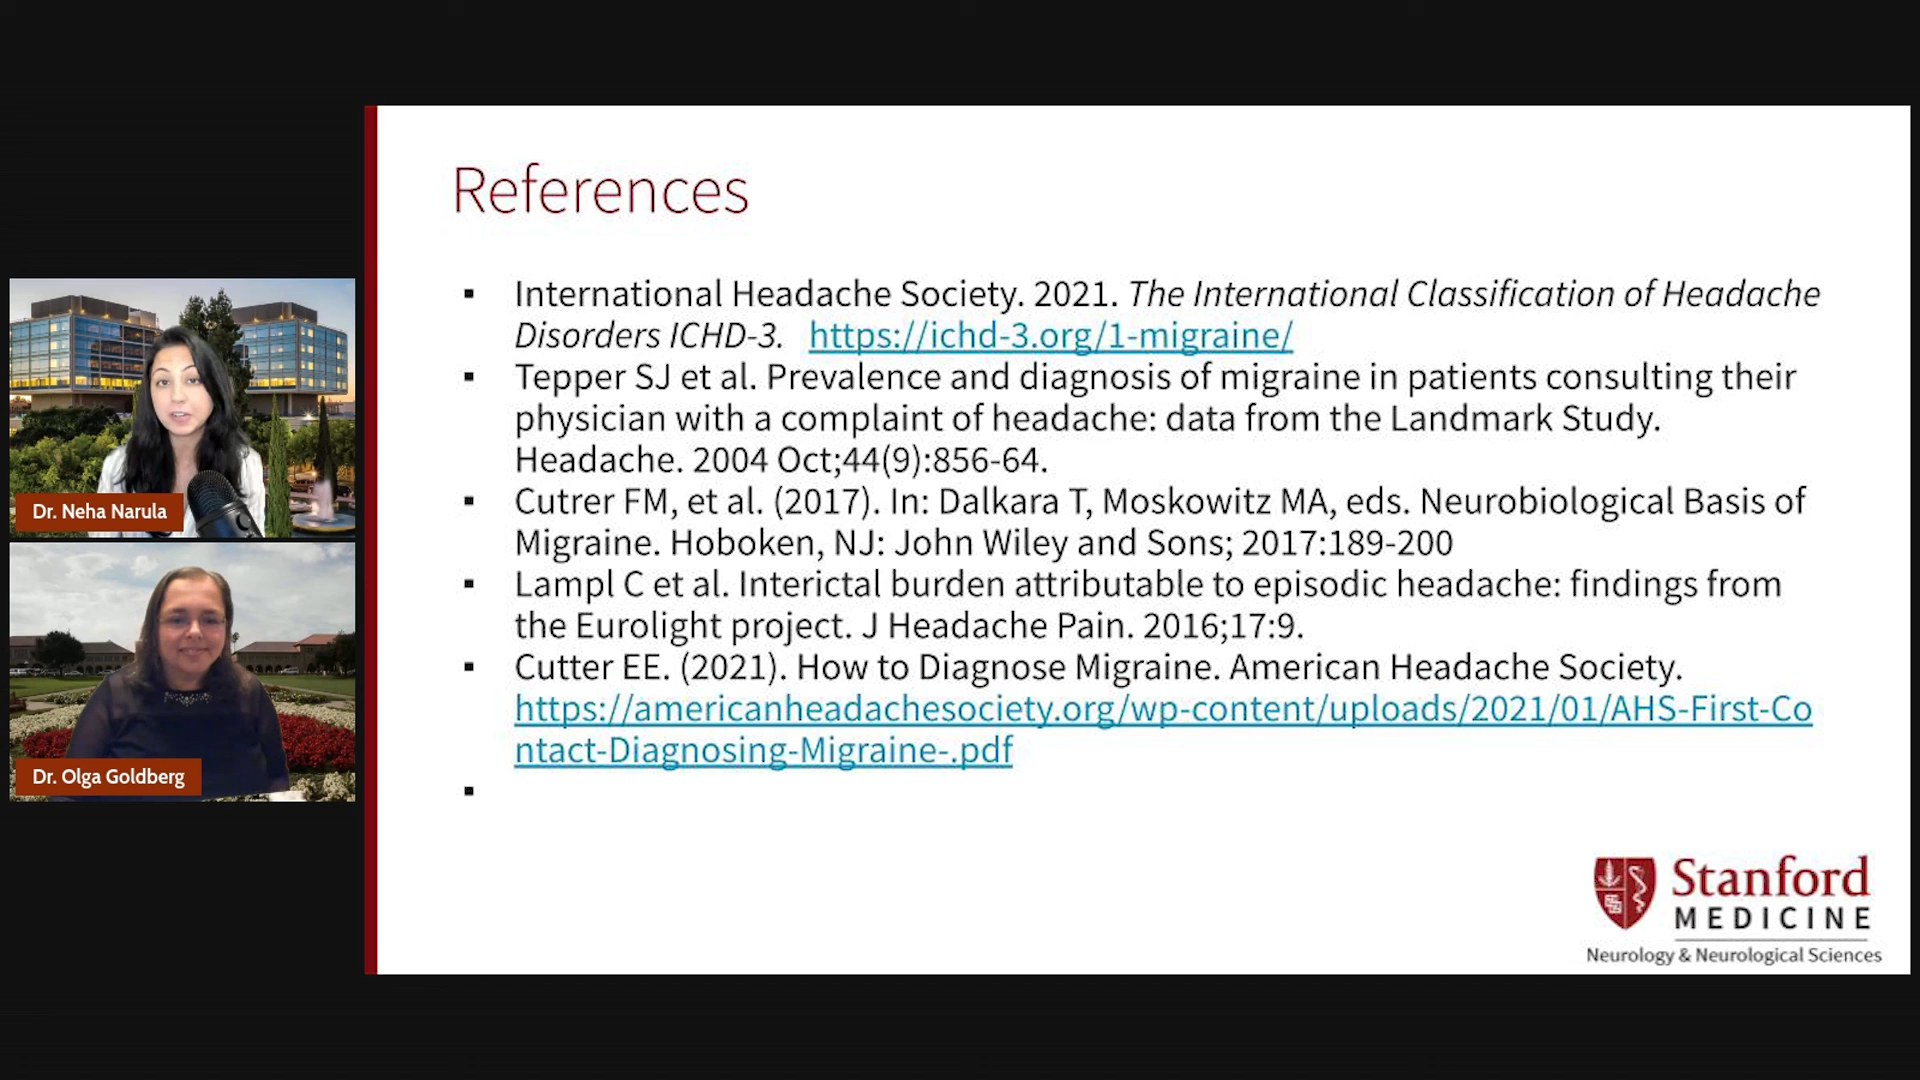 References
▪ International Headache Society. 2021. The International Classification of Headache
Disorders ICHD-3. https://ichd-3.org/1-migraine/
▪ Tepper SJ et al. Prevalence and diagnosis of migraine in patients consulting their
physician with a complaint of headache: data from the Landmark Study.
Headache. 2004 Oct;44(9):856-64.
▪ Cutrer FM, et al. (2017). In: Dalkara T, Moskowitz MA, eds. Neurobiological Basis of
Migraine. Hoboken, NJ: John Wiley and Sons; 2017:189-200
▪ Lampl C et al. Interictal burden attributable to episodic headache: findings from
the Eurolight project. J Headache Pain. 2016;17:9.
▪ Cutter EE. (2021). How to Diagnose Migraine. American Headache Society.
https://americanheadachesociety.org/wp-content/uploads/2021/01/AHS-First-Co
ntact-Diagnosing-Migraine-.pdf
▪
Dr. Neha Narula
Dr. Olga Goldberg
Stanford
MEDICINE
Neurology & Neurological Sciences